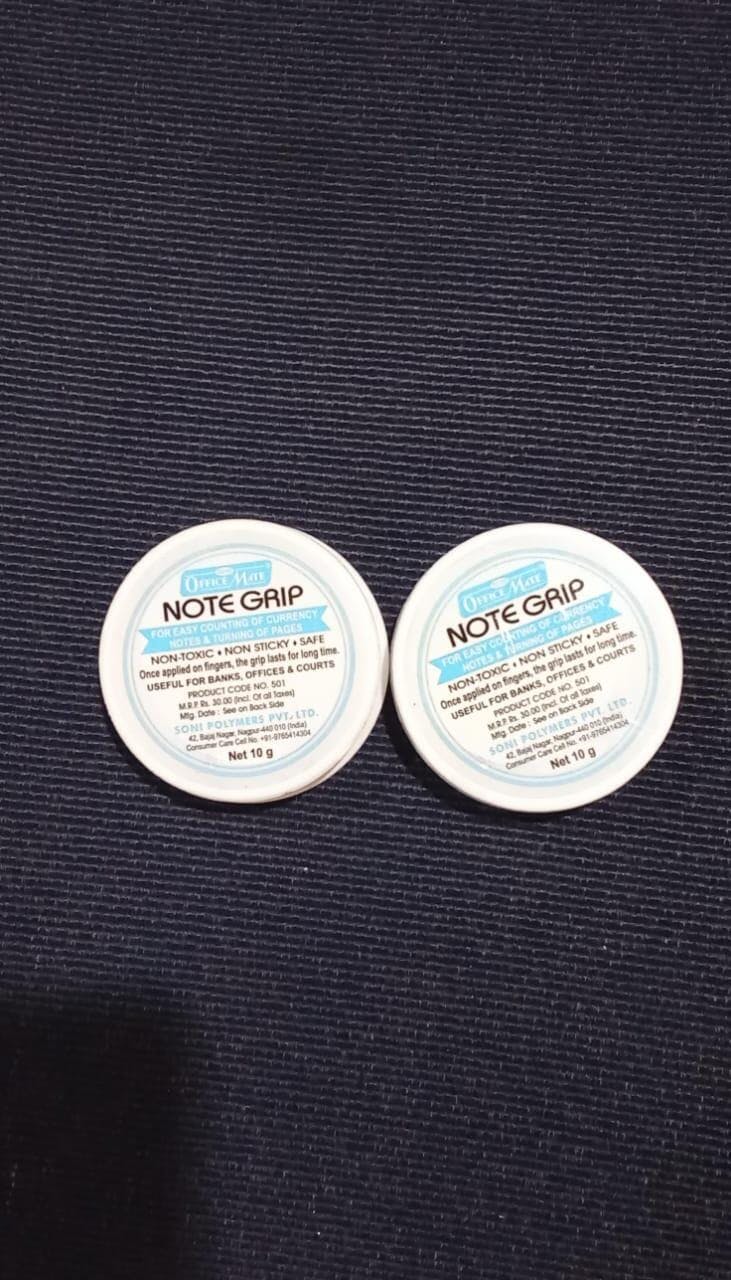 OFFICE MATE
NOTE GRIP
FOR EASY COUNTING OF CURRENCY
NOTES & TURNING OF PAGES
NON-TOXIC • NON STICKY • SAFE
Once applied on fingers, the grip lasts for long time.
USEFUL FOR BANKS, OFFICES & COURTS
PRODUCT CODE NO. 501
M.R.P. Rs. 30.00 (Incl. Of all Taxes)
Mfg. Date : See on Back Side
SONI POLYMERS PVT. LTD.
42, Bajaj Nagar, Nagpur-440 010 (India)
Consumer Care Cell No. +91-9765414304
Net 10 g
OFFICE MATE
NOTE GRIP
FOR EASY COUNTING OF CURRENCY
NOTES & TURNING OF PAGES
NON-TOXIC • NON STICKY • SAFE
Once applied on fingers, the grip lasts for long time.
USEFUL FOR BANKS, OFFICES & COURTS
PRODUCT CODE NO. 501
M.R.P. Rs. 30.00 (Incl. Of all Taxes)
Mfg. Date : See on Back Side
SONI POLYMERS PVT. LTD.
42, Bajaj Nagar, Nagpur-440 010 (India)
Consumer Care Cell No. +91-9765414304
Net 10 g